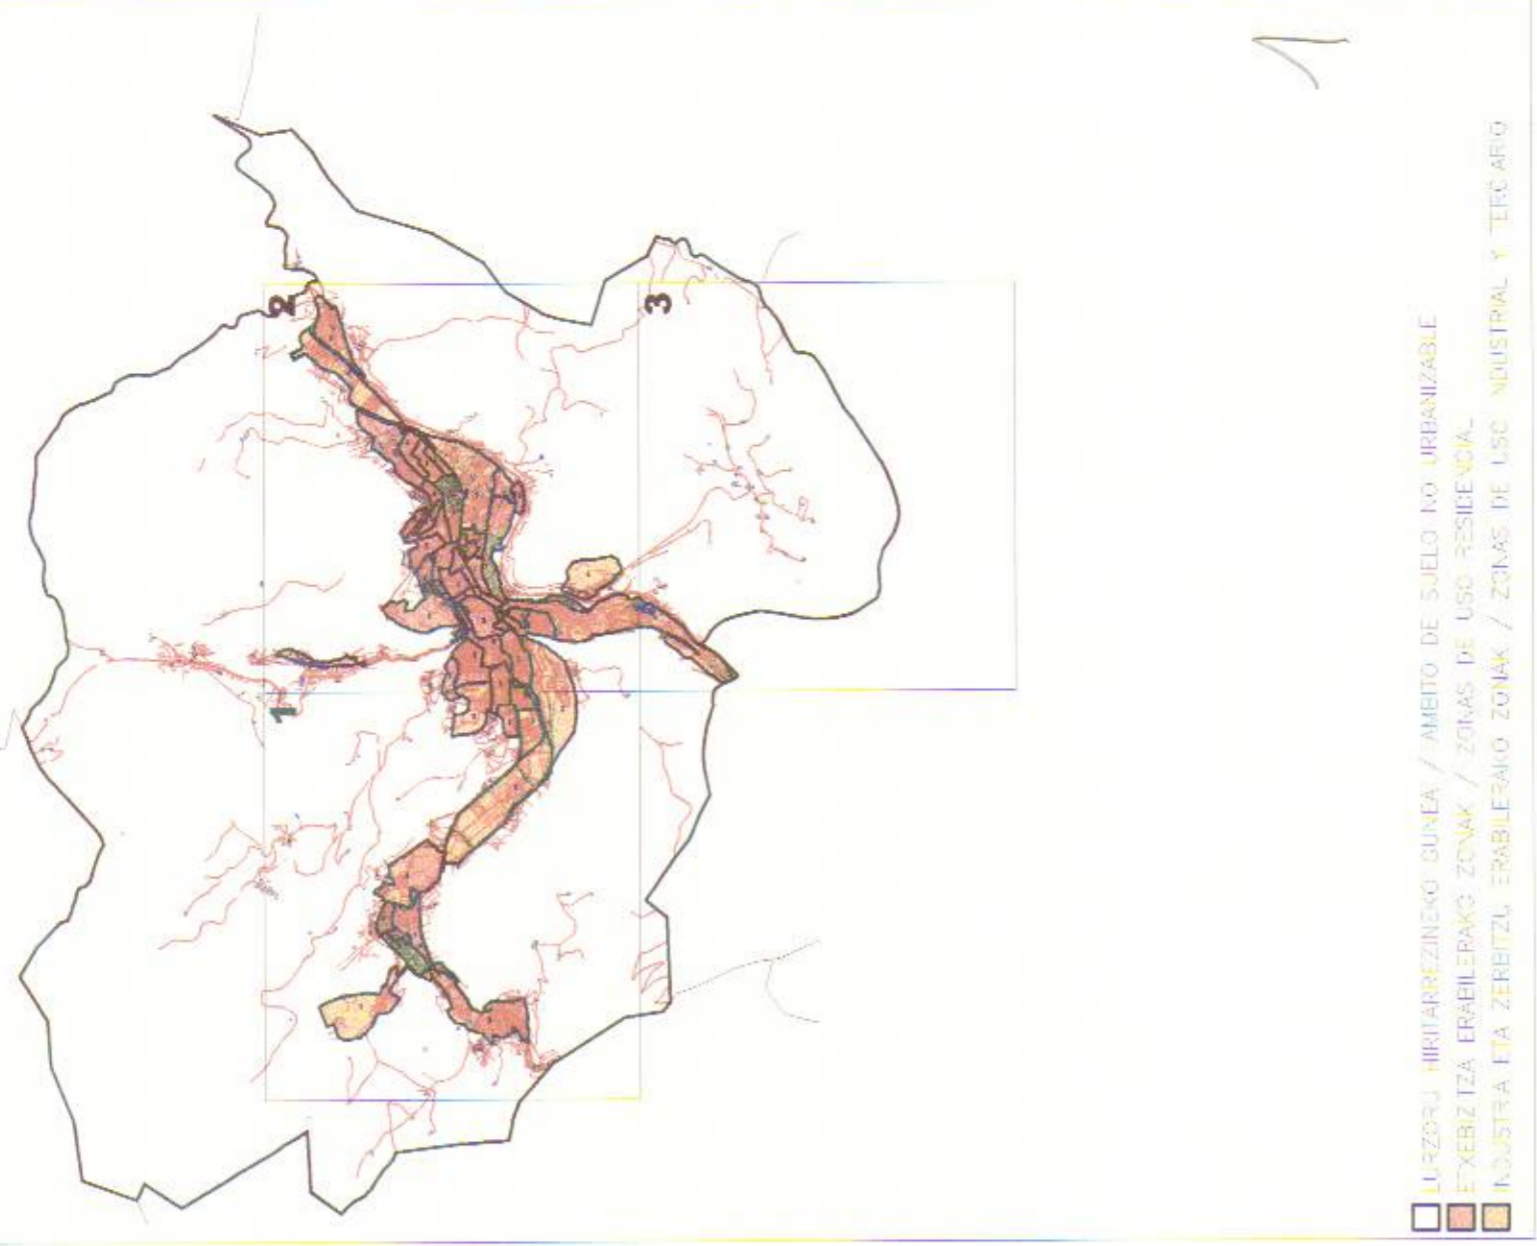 2
3
1
LURZORU HIRITARREZINEKO GUNEA / AMBITO DE SUELO NO URBANIZABLE
ETXEBIZITZA ERABILERAKO ZONAK / ZONAS DE USO RESIDENCIAL
INDUSTRIA ETA ZERBITZU ERABILERAKO ZONAK / ZONAS DE USO INDUSTRIAL Y TERCIARIO